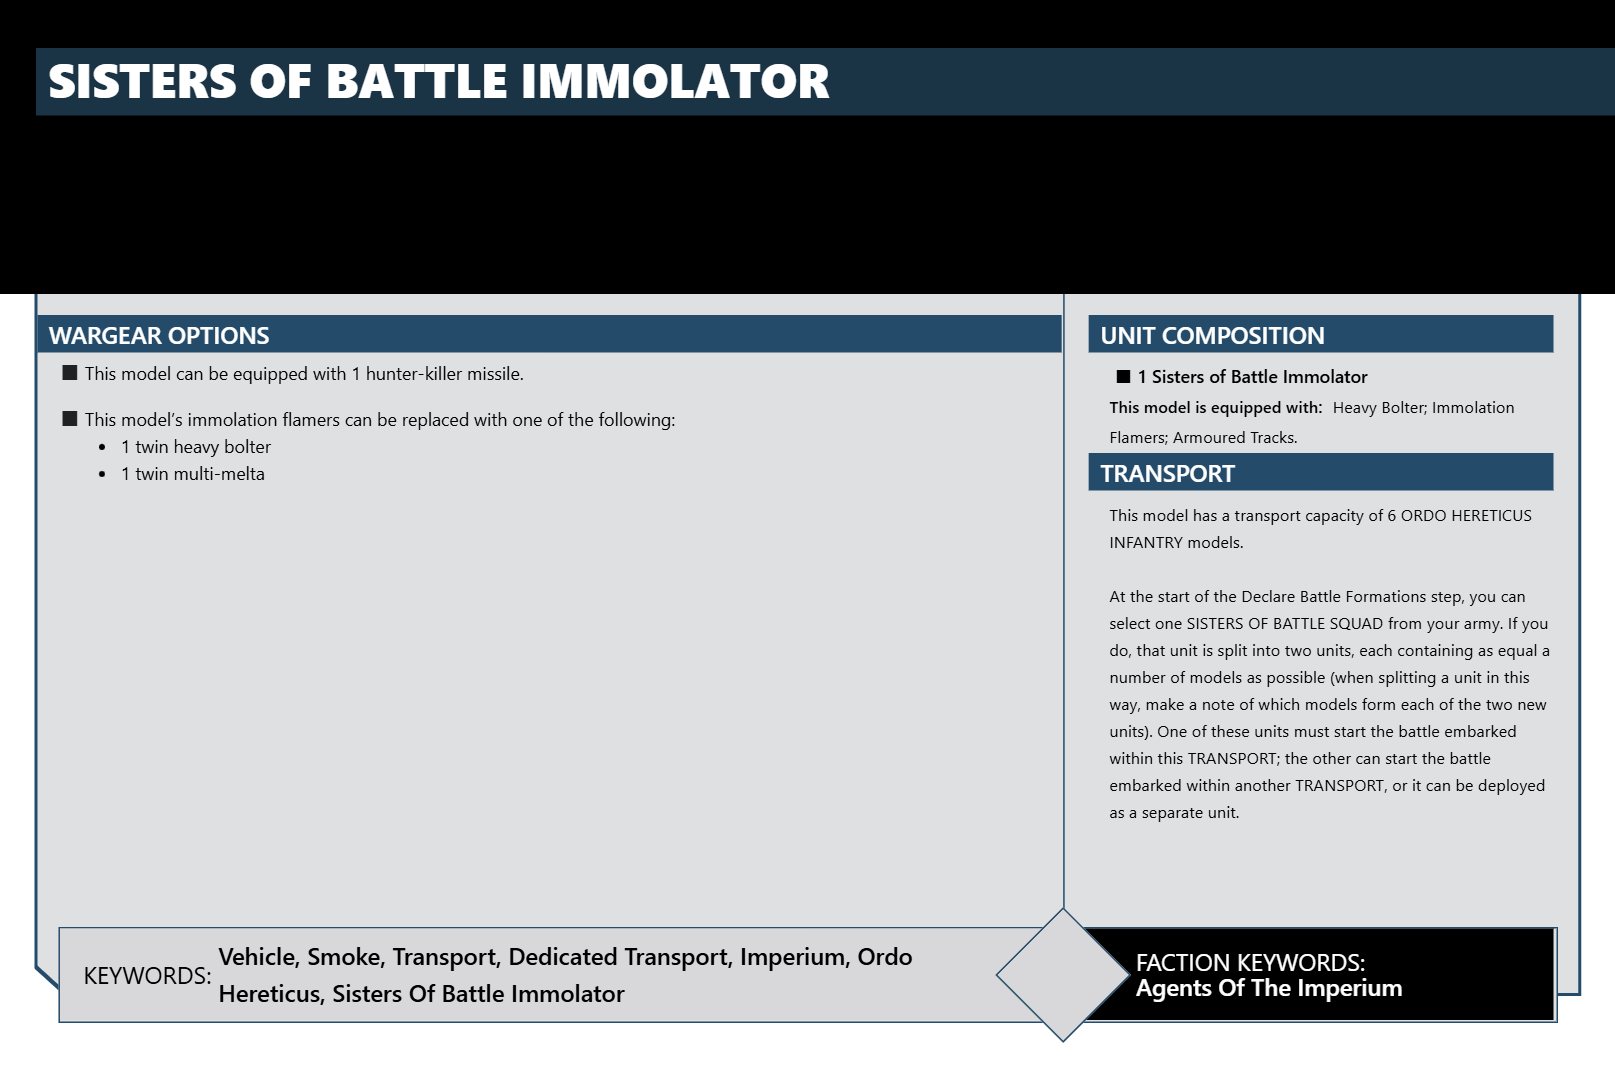 SISTERS OF BATTLE IMMOLATOR
WARGEAR OPTIONS
■ This model can be equipped with 1 hunter-killer missile.
■ This model’s immolation flamers can be replaced with one of the following:
• 1 twin heavy bolter
• 1 twin multi-melta
UNIT COMPOSITION
■ 1 Sisters of Battle Immolator
This model is equipped with: Heavy Bolter; Immolation
Flamers; Armoured Tracks.
TRANSPORT
This model has a transport capacity of 6 ORDO HERETICUS
INFANTRY models.
At the start of the Declare Battle Formations step, you can
select one SISTERS OF BATTLE SQUAD from your army. If you
do, that unit is split into two units, each containing as equal a
number of models as possible (when splitting a unit in this
way, make a note of which models form each of the two new
units). One of these units must start the battle embarked
within this TRANSPORT; the other can start the battle
embarked within another TRANSPORT, or it can be deployed
as a separate unit.
KEYWORDS: Vehicle, Smoke, Transport, Dedicated Transport, Imperium, Ordo
Hereticus, Sisters Of Battle Immolator
FACTION KEYWORDS:
Agents Of The Imperium